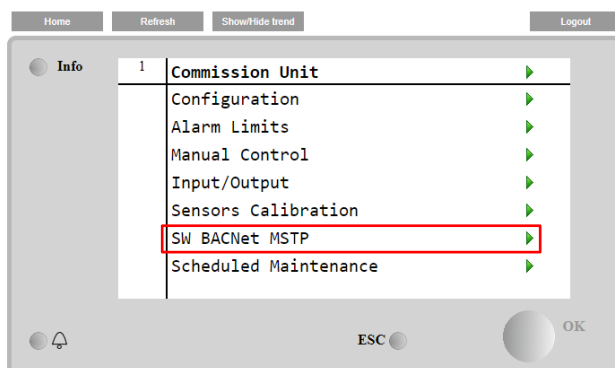 Home Refresh Show/Hide trend Logout
Info
1 Commission Unit
Configuration
Alarm Limits
Manual Control
Input/Output
Sensors Calibration
SW BACNet MSTP
Scheduled Maintenance
ESC OK